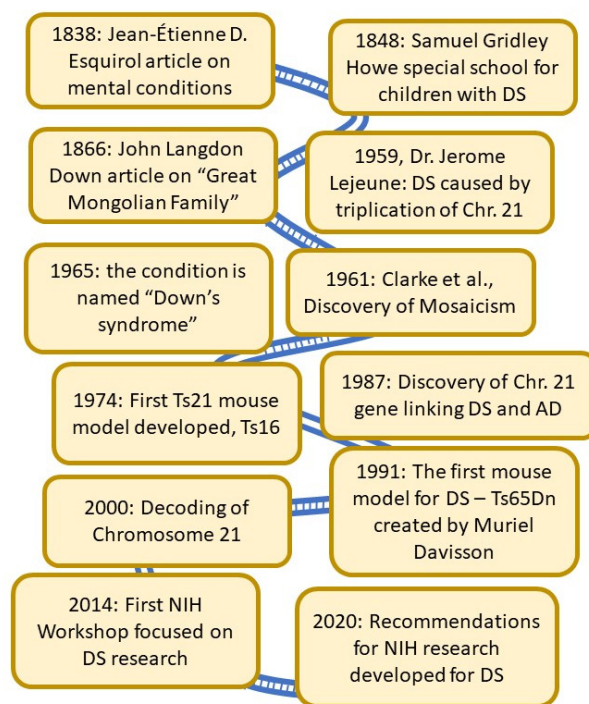 1838: Jean-Étienne D.
Esquirol article on
mental conditions
1848: Samuel Gridley
Howe special school for
children with DS
1866: John Langdon
Down article on “Great
Mongolian Family”
1959, Dr. Jerome
Lejeune: DS caused by
triplication of Chr. 21
1965: the condition is
named “Down’s
syndrome”
1961: Clarke et al.,
Discovery of Mosaicism
1974: First Ts21 mouse
model developed, Ts16
1987: Discovery of Chr. 21
gene linking DS and AD
2000: Decoding of
Chromosome 21
1991: The first mouse
model for DS – Ts65Dn
created by Muriel
Davisson
2014: First NIH
Workshop focused on
DS research
2020: Recommendations
for NIH research
developed for DS